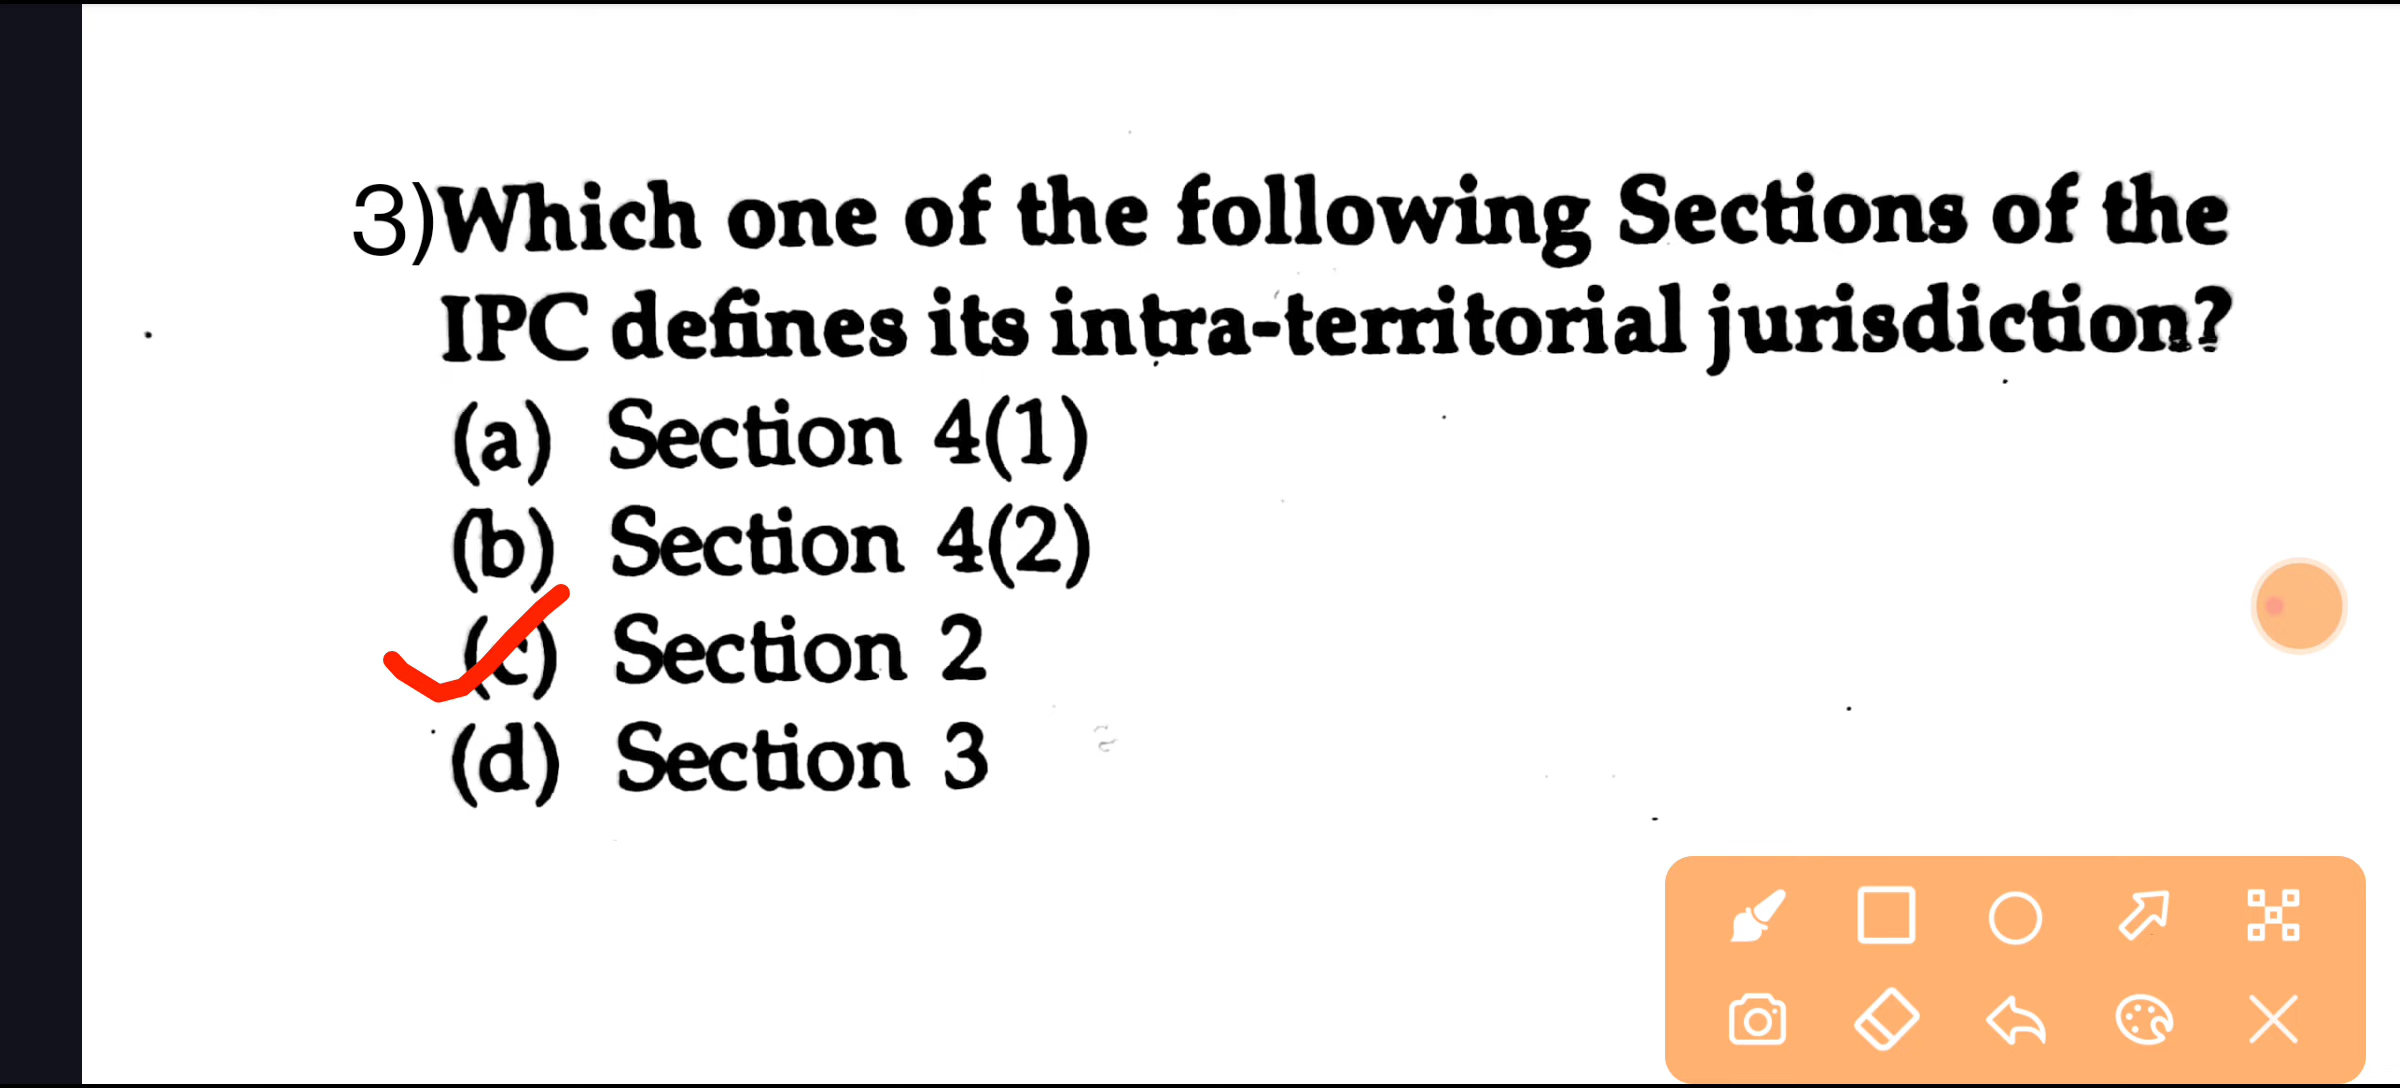 3)Which one of the following Sections of the
IPC defines its intra-territorial jurisdiction?
(a) Section 4(1)
(b) Section 4(2)
(c) Section 2
(d) Section 3